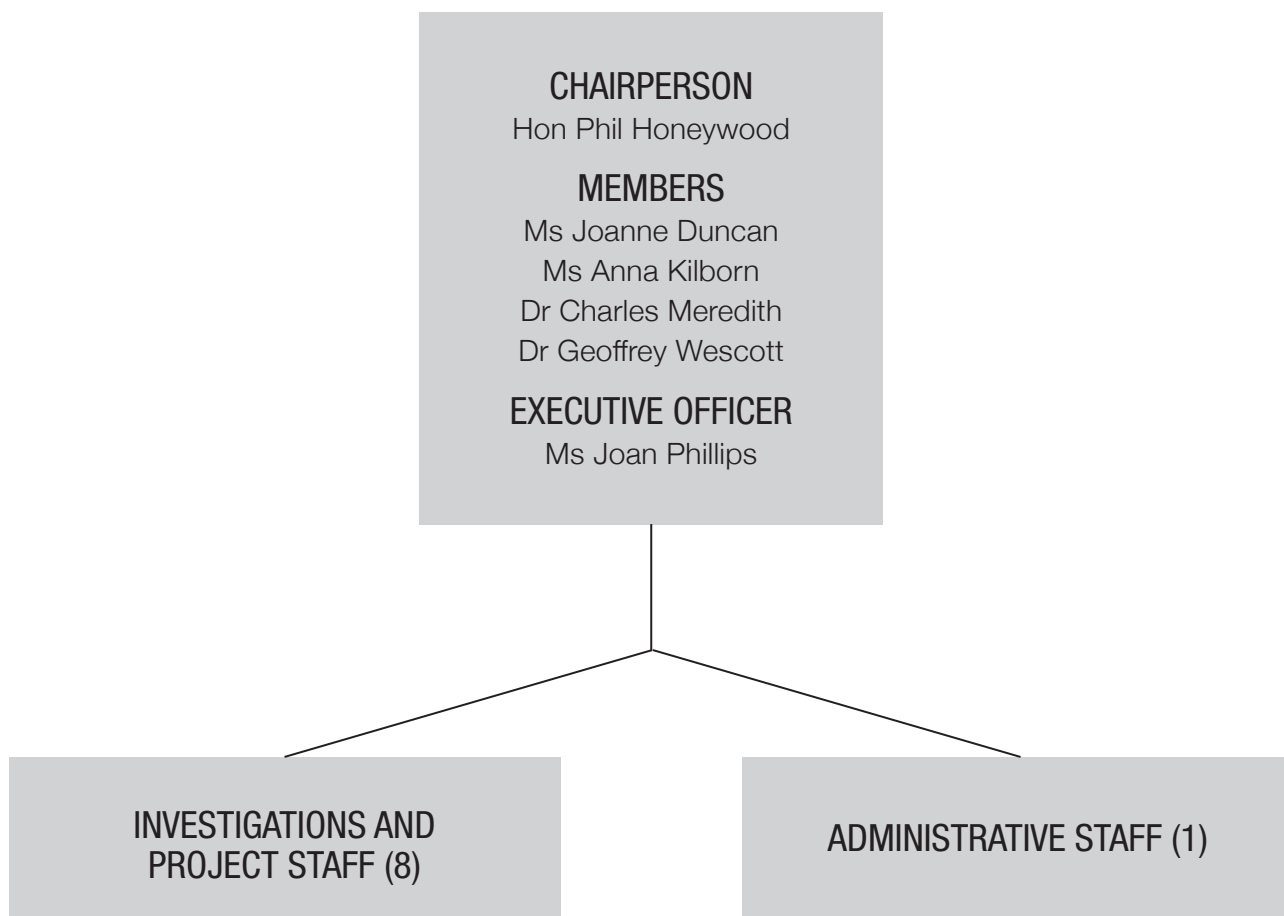 CHAIRPERSON
Hon Phil Honeywood
MEMBERS
Ms Joanne Duncan
Ms Anna Kilborn
Dr Charles Meredith
Dr Geoffrey Wescott
EXECUTIVE OFFICER
Ms Joan Phillips
INVESTIGATIONS AND
PROJECT STAFF (8)
ADMINISTRATIVE STAFF (1)